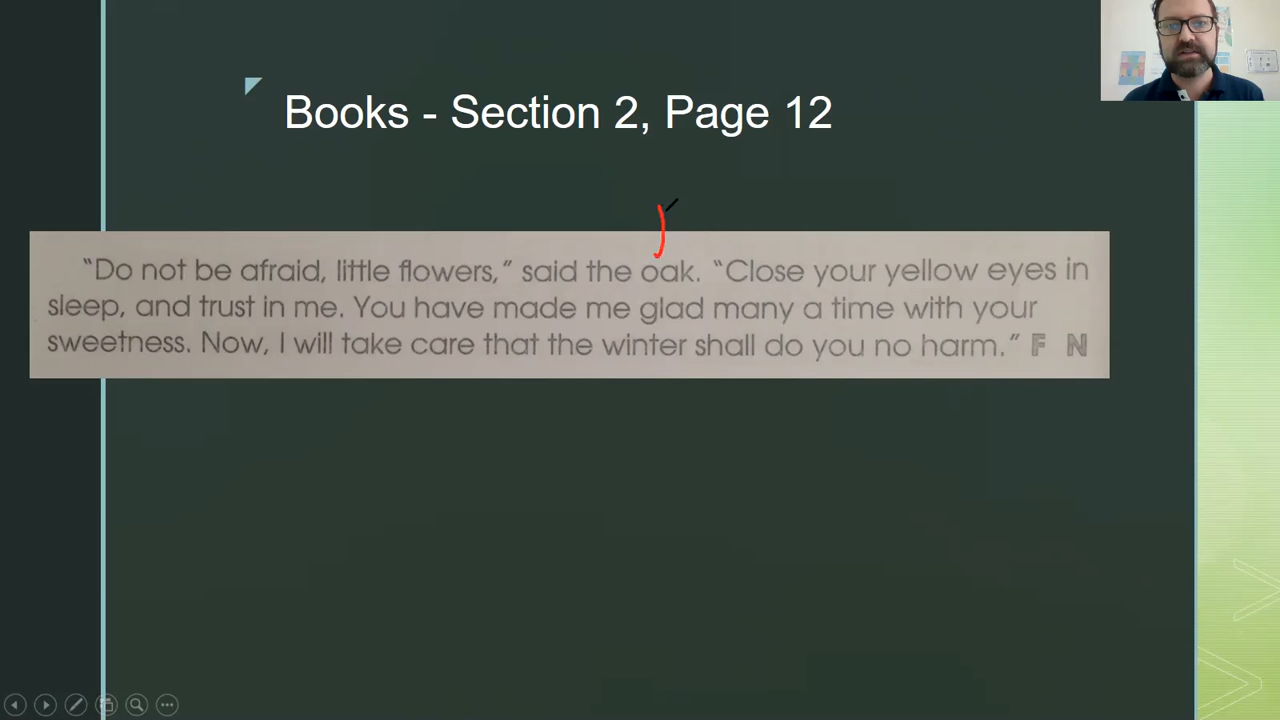 Books - Section 2, Page 12
“Do not be afraid, little flowers,” said the oak. “Close your yellow eyes in
sleep, and trust in me. You have made me glad many a time with your
sweetness. Now, I will take care that the winter shall do you no harm.” F N